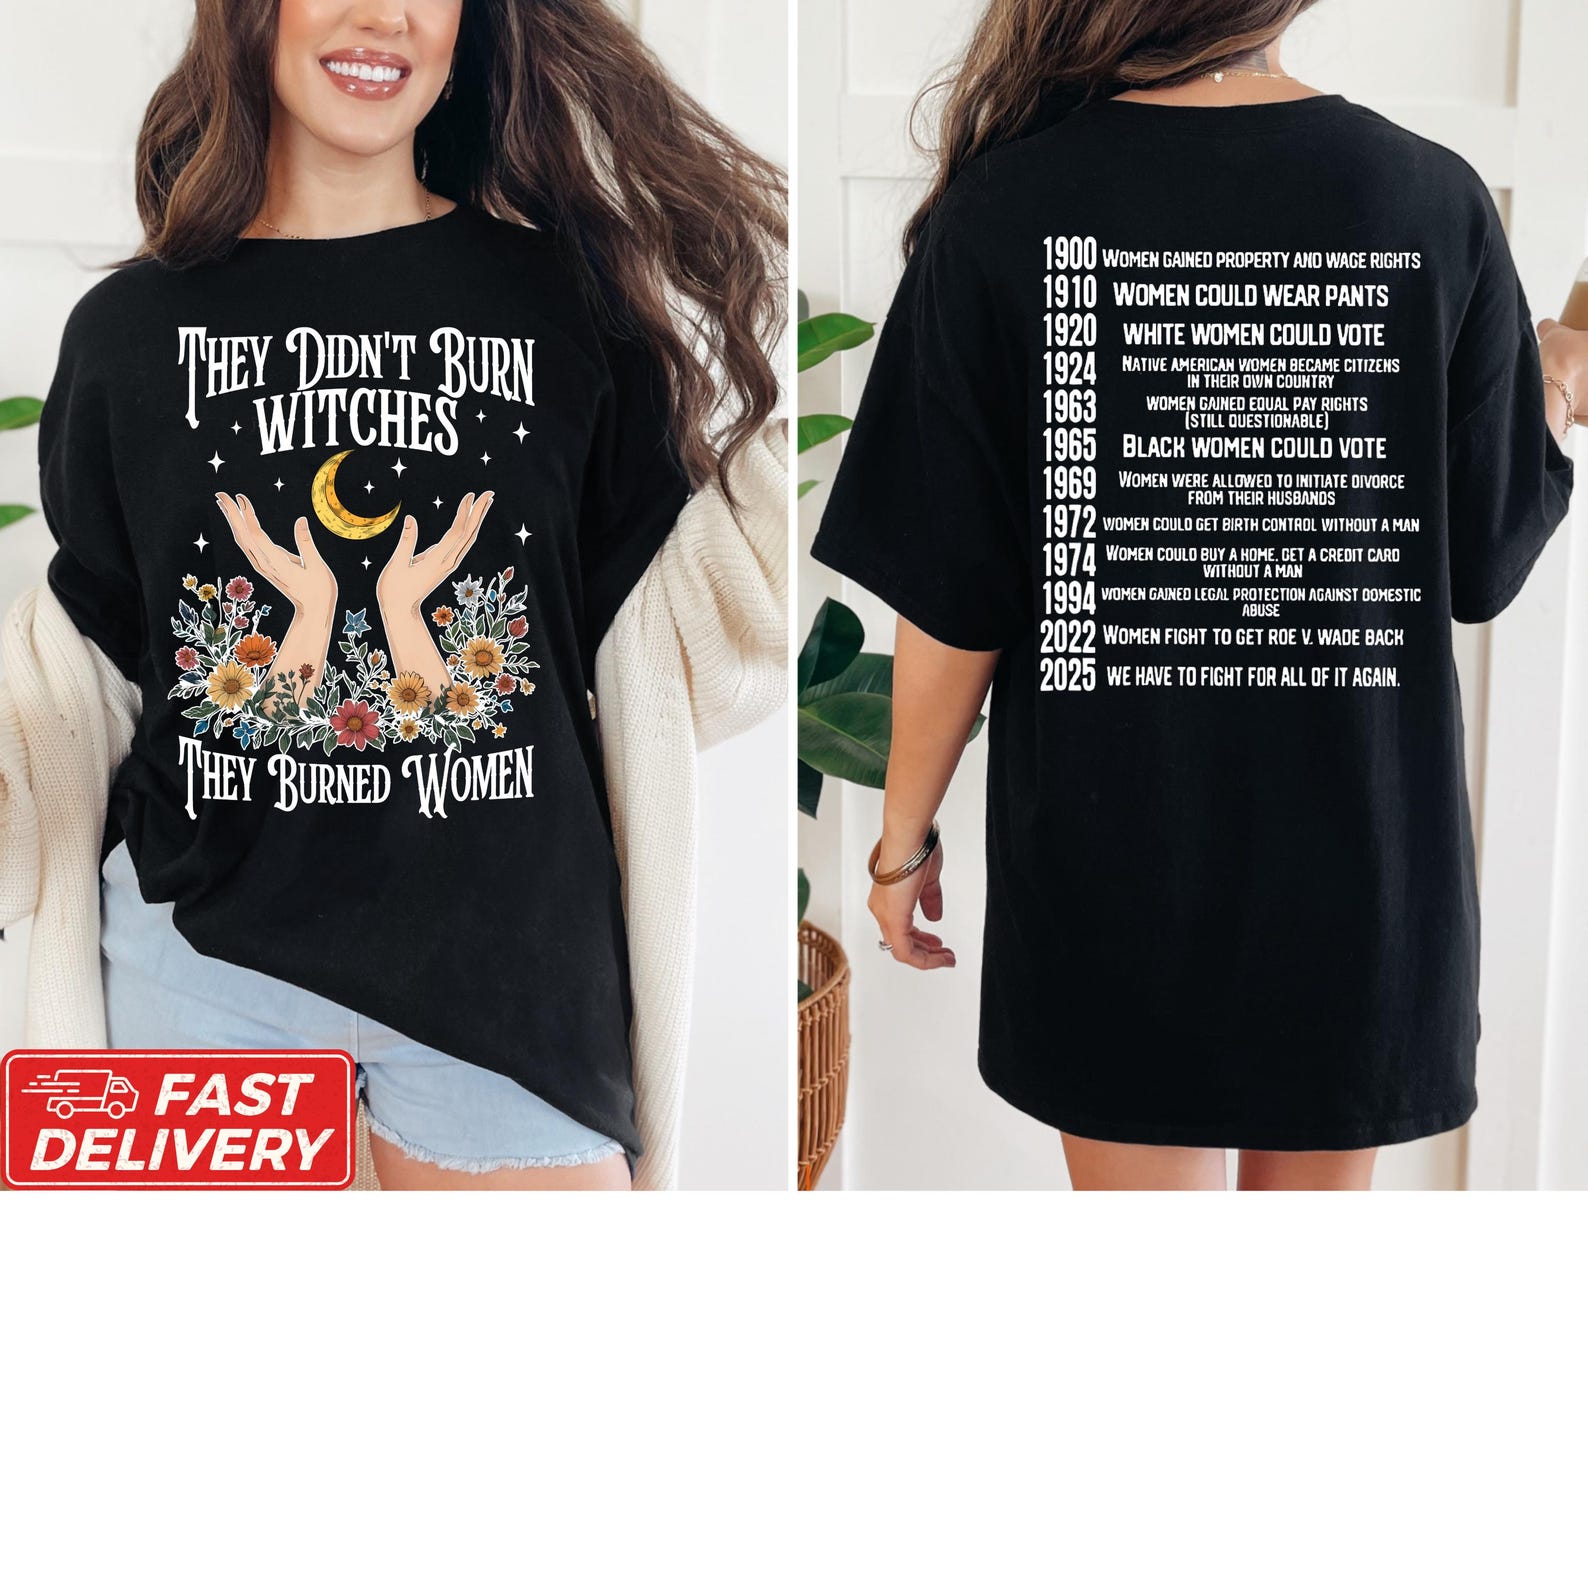 THEY DIDN'T BURN
WITCHES
THEY BURNED WOMEN
FAST
DELIVERY
1900 WOMEN GAINED PROPERTY AND WAGE RIGHTS
1910 WOMEN COULD WEAR PANTS
1920 WHITE WOMEN COULD VOTE
1924 NATIVE AMERICAN WOMEN BECAME CITIZENS
IN THEIR OWN COUNTRY
1963 WOMEN GAINED EQUAL PAY RIGHTS
(STILL QUESTIONABLE)
1965 BLACK WOMEN COULD VOTE
1969 WOMEN WERE ALLOWED TO INITIATE DIVORCE
FROM THEIR HUSBANDS
1972 WOMEN COULD GET BIRTH CONTROL WITHOUT A MAN
1974 WOMEN COULD BUY A HOME, GET A CREDIT CARD
WITHOUT A MAN
1994 WOMEN GAINED LEGAL PROTECTION AGAINST DOMESTIC
ABUSE
2022 WOMEN FIGHT TO GET ROE V. WADE BACK
2025 WE HAVE TO FIGHT FOR ALL OF IT AGAIN.